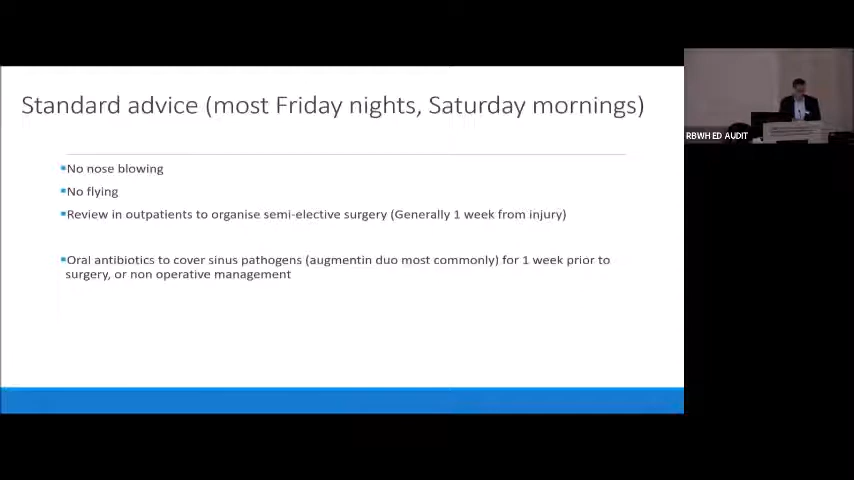 Standard advice (most Friday nights, Saturday mornings)
No nose blowing
No flying
Review in outpatients to organise semi-elective surgery (Generally 1 week from injury)
Oral antibiotics to cover sinus pathogens (augmentin duo most commonly) for 1 week prior to
surgery, or non operative management
RBWH ED AUDIT